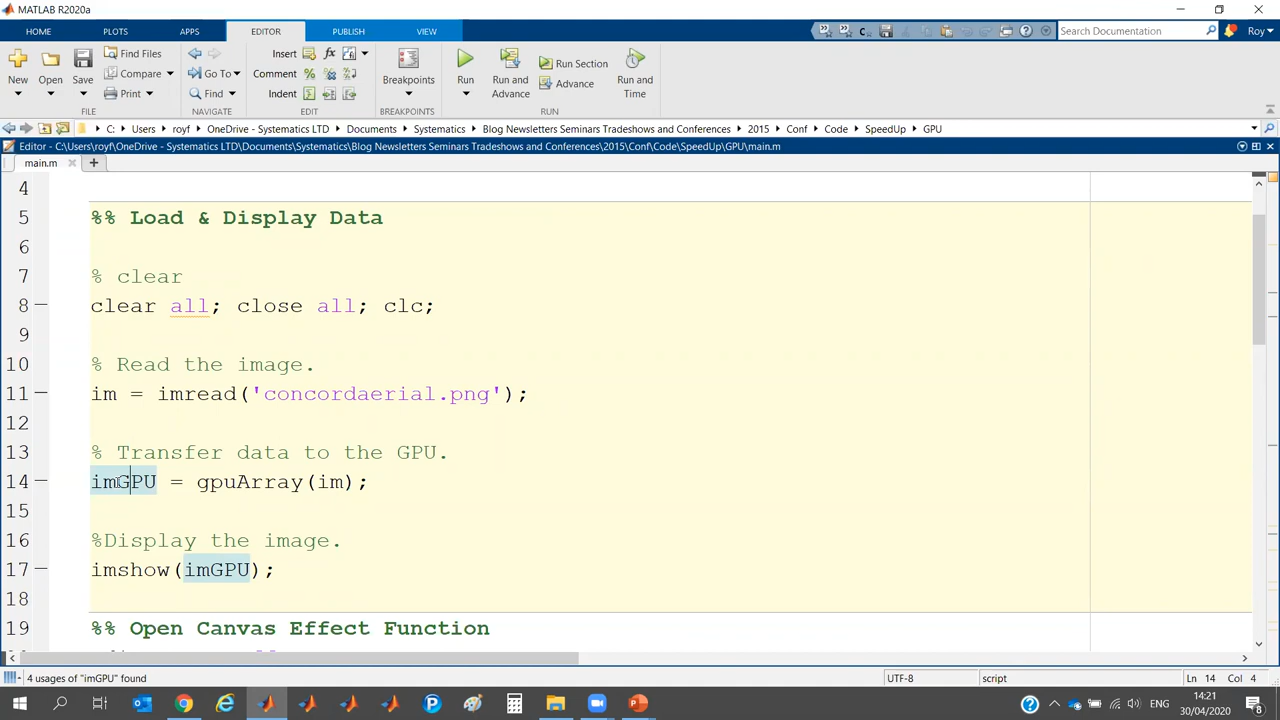 MATLAB R2020a
HOME PLOTS APPS EDITOR PUBLISH VIEW
Search Documentation
Roy
New
Open
Save
Find Files
Compare
Print
FILE
Go To
Find
NAVIGATE
Insert
Comment
Indent
EDIT
Breakpoints
BREAKPOINTS
Run
Run and
Advance
Run Section
Advance
Run and
Time
RUN
C: Users royf OneDrive - Systematics LTD Documents Systematics Blog Newsletters Seminars Tradeshows and Conferences 2015 Conf Code SpeedUp GPU
Editor - C:\Users\royf\OneDrive - Systematics LTD\Documents\Systematics\Blog Newsletters Seminars Tradeshows and Conferences\2015\Conf\Code\SpeedUp\GPU\main.m
main.m
4
5 %% Load & Display Data
6
7 % clear
8 clear all; close all; clc;
9
10 % Read the image.
11 im = imread('concordaerial.png');
12
13 % Transfer data to the GPU.
14 imGPU = gpuArray(im);
15
16 %Display the image.
17 imshow(imGPU);
18
19 %% Open Canvas Effect Function
4 usages of "imGPU" found
UTF-8
script
Ln 14 Col 4
ENG
14:21
30/04/2020
8